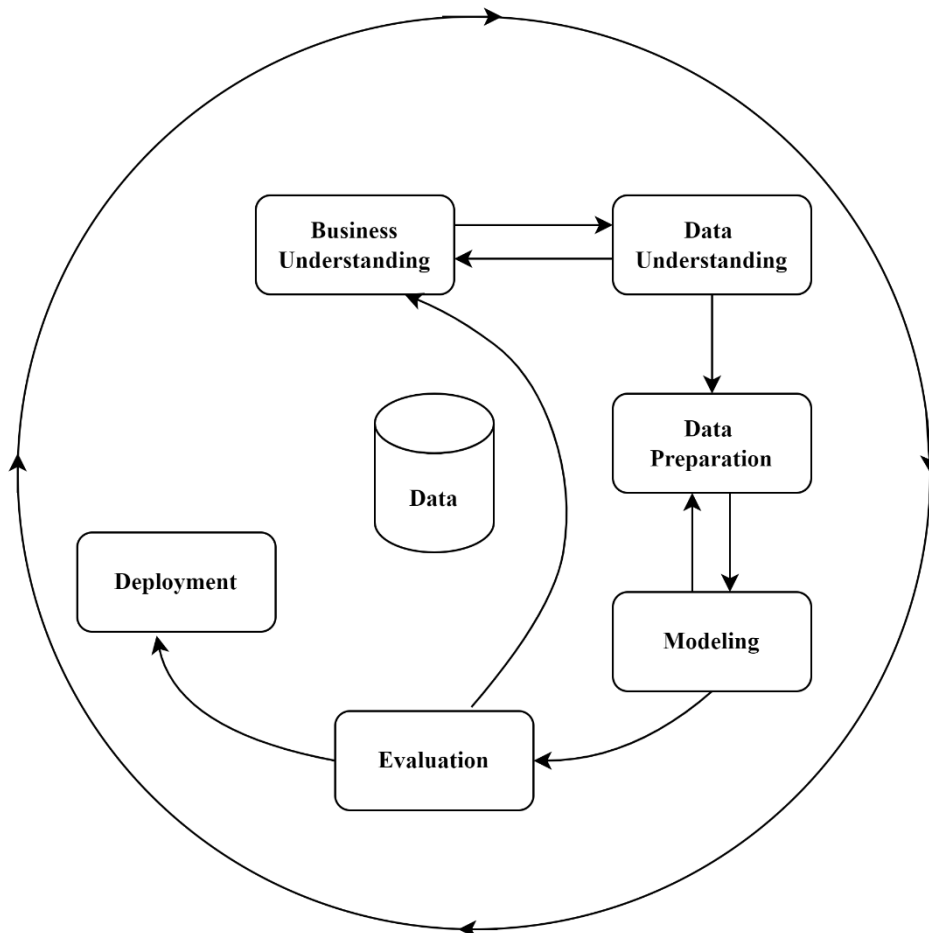 Business
Understanding
Data
Understanding
Data
Preparation
Data
Deployment
Modeling
Evaluation